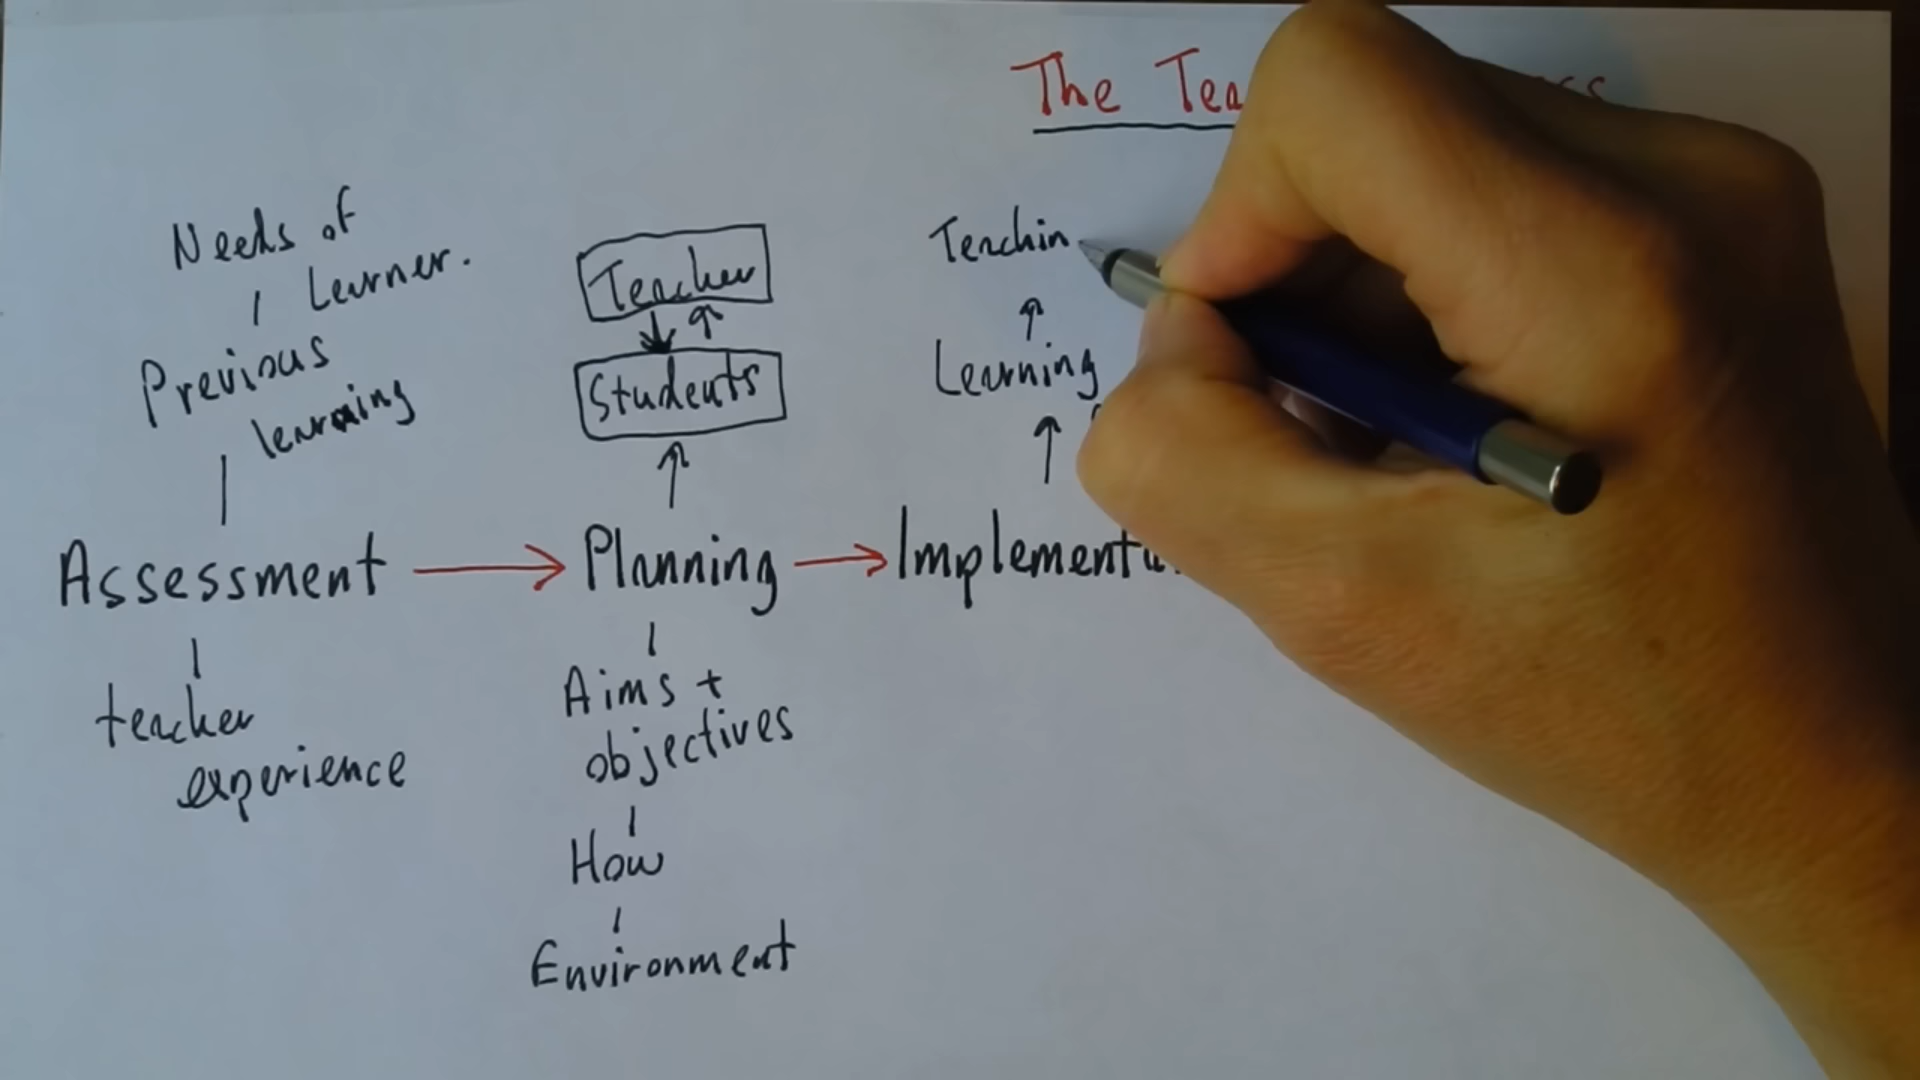 The Tea
Needs of
Learner.
Previous
learning
Assessment
teacher
experience
Teacher
Students
Planning
Aims +
objectives
How
Environment
Teachin
Learning
Implementa